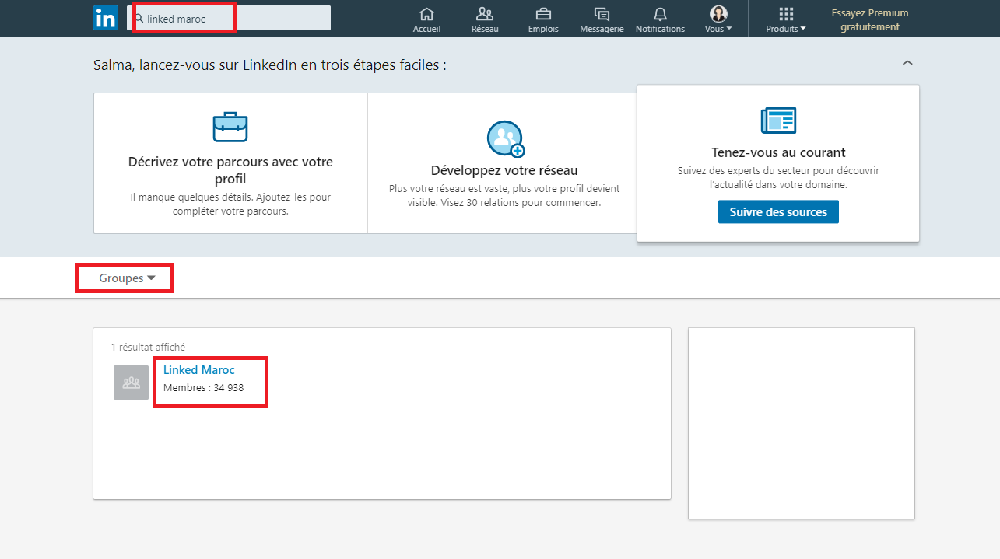 in
linked maroc
Accueil
Réseau
Emplois
Messagerie
Notifications
Vous
Produits
Essayez Premium
gratuitement
Salma, lancez-vous sur LinkedIn en trois étapes faciles :
Décrivez votre parcours avec votre
profil
Il manque quelques détails. Ajoutez-les pour
compléter votre parcours.
Développez votre réseau
Plus votre réseau est vaste, plus votre profil devient
visible. Visez 30 relations pour commencer.
Tenez-vous au courant
Suivez des experts du secteur pour découvrir
l'actualité dans votre domaine.
Suivre des sources
Groupes
1 résultat affiché
Linked Maroc
Membres : 34 938